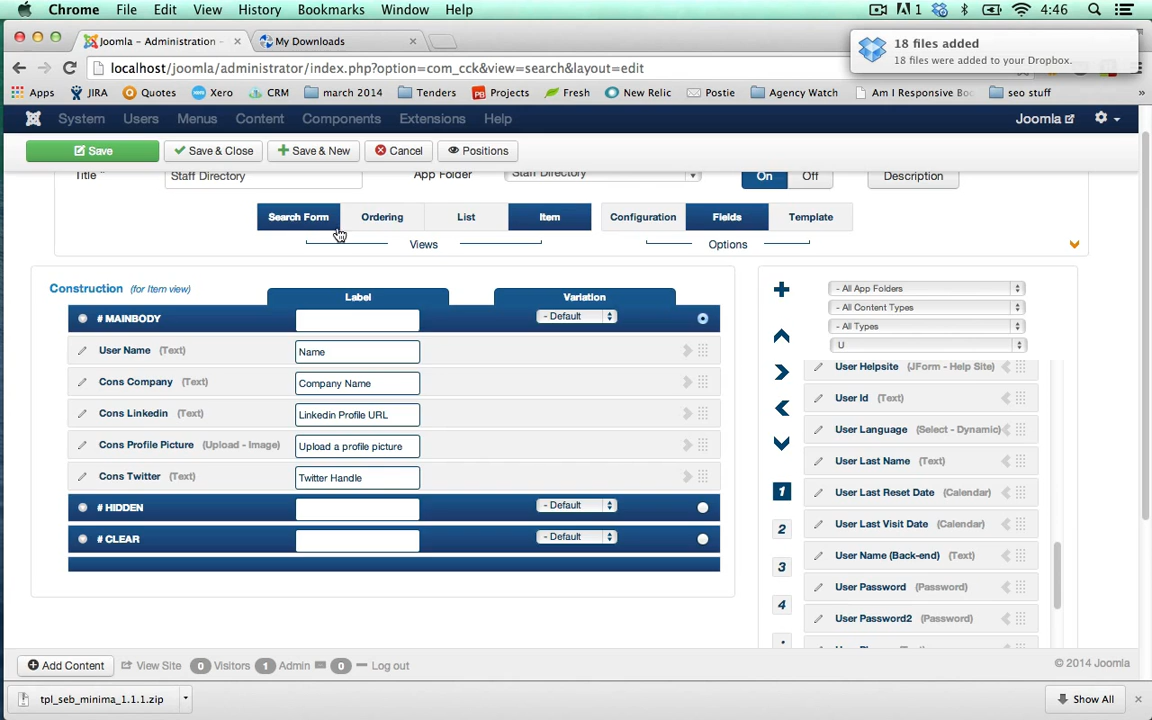 Chrome File Edit View History Bookmarks Window Help 1 4:46
Joomla - Administration -
My Downloads
18 files added
18 files were added to your Dropbox.
localhost/joomla/administrator/index.php?option=com_cck&view=search&layout=edit
Apps JIRA Quotes Xero CRM march 2014 Tenders PB Projects Fresh New Relic Postie Agency Watch Am I Responsive Bo seo stuff »
System Users Menus Content Components Extensions Help Joomla
Save Save & Close Save & New Cancel Positions
Title * Staff Directory App Folder Staff Directory On Off Description
Search Form Ordering List Item Configuration Fields Template
Views Options
Construction (for Item view)
Label Variation
# MAINBODY - Default
User Name (Text) Name
Cons Company (Text) Company Name
Cons Linkedin (Text) Linkedin Profile URL
Cons Profile Picture (Upload - Image) Upload a profile picture
Cons Twitter (Text) Twitter Handle
# HIDDEN - Default
# CLEAR - Default
- All App Folders
- All Content Types
- All Types
U
User Helpsite (JForm - Help Site)
User Id (Text)
User Language (Select - Dynamic)
User Last Name (Text)
1 User Last Reset Date (Calendar)
2 User Last Visit Date (Calendar)
User Name (Back-end) (Text)
3 User Password (Password)
4 User Password2 (Password)
Add Content View Site 0 Visitors 1 Admin 0 Log out © 2014 Joomla
tpl_seb_minima_1.1.1.zip Show All